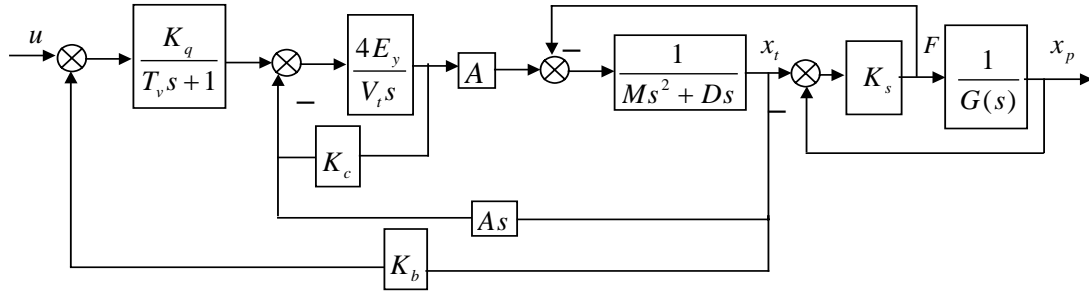 u
K_q
T_v s + 1
4E_y
V_t s
A
1
Ms^2 + Ds
x_t
K_s
F
1
G(s)
x_p
−
−
−
K_c
As
K_b